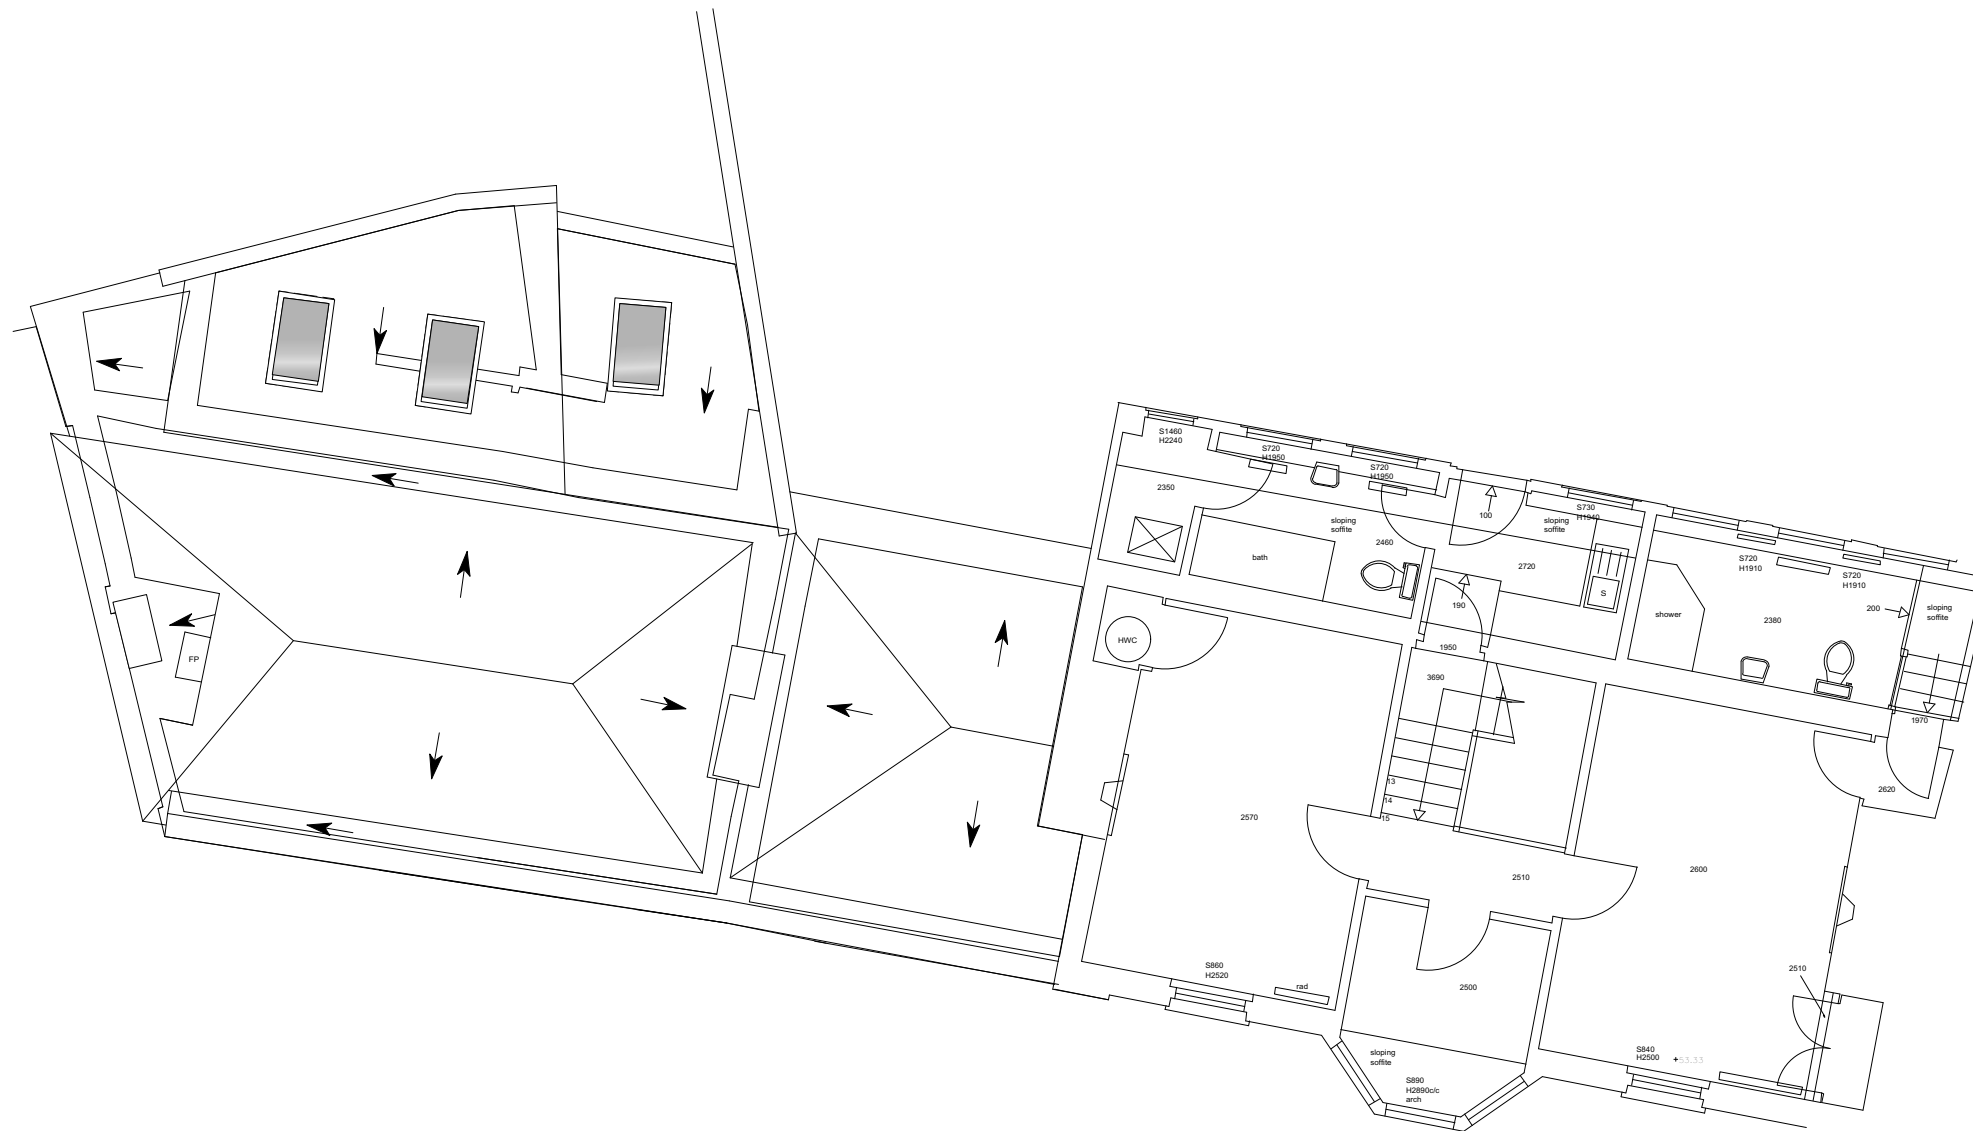 S1460
H2240
S720
H1950
S720
H1950
2350
100
S730
H1940
sloping
soffite
sloping
soffite
2460
bath
2720
S720
H1910
S720
H1910
190
S
shower
200
sloping
soffite
2380
HWC
1950
FP
3690
1970
13
14
15
2570
2620
2600
2510
S860
H2520
rad
2500
2510
sloping
soffite
S890
H2890c/c
arch
S840
H2500
53.33